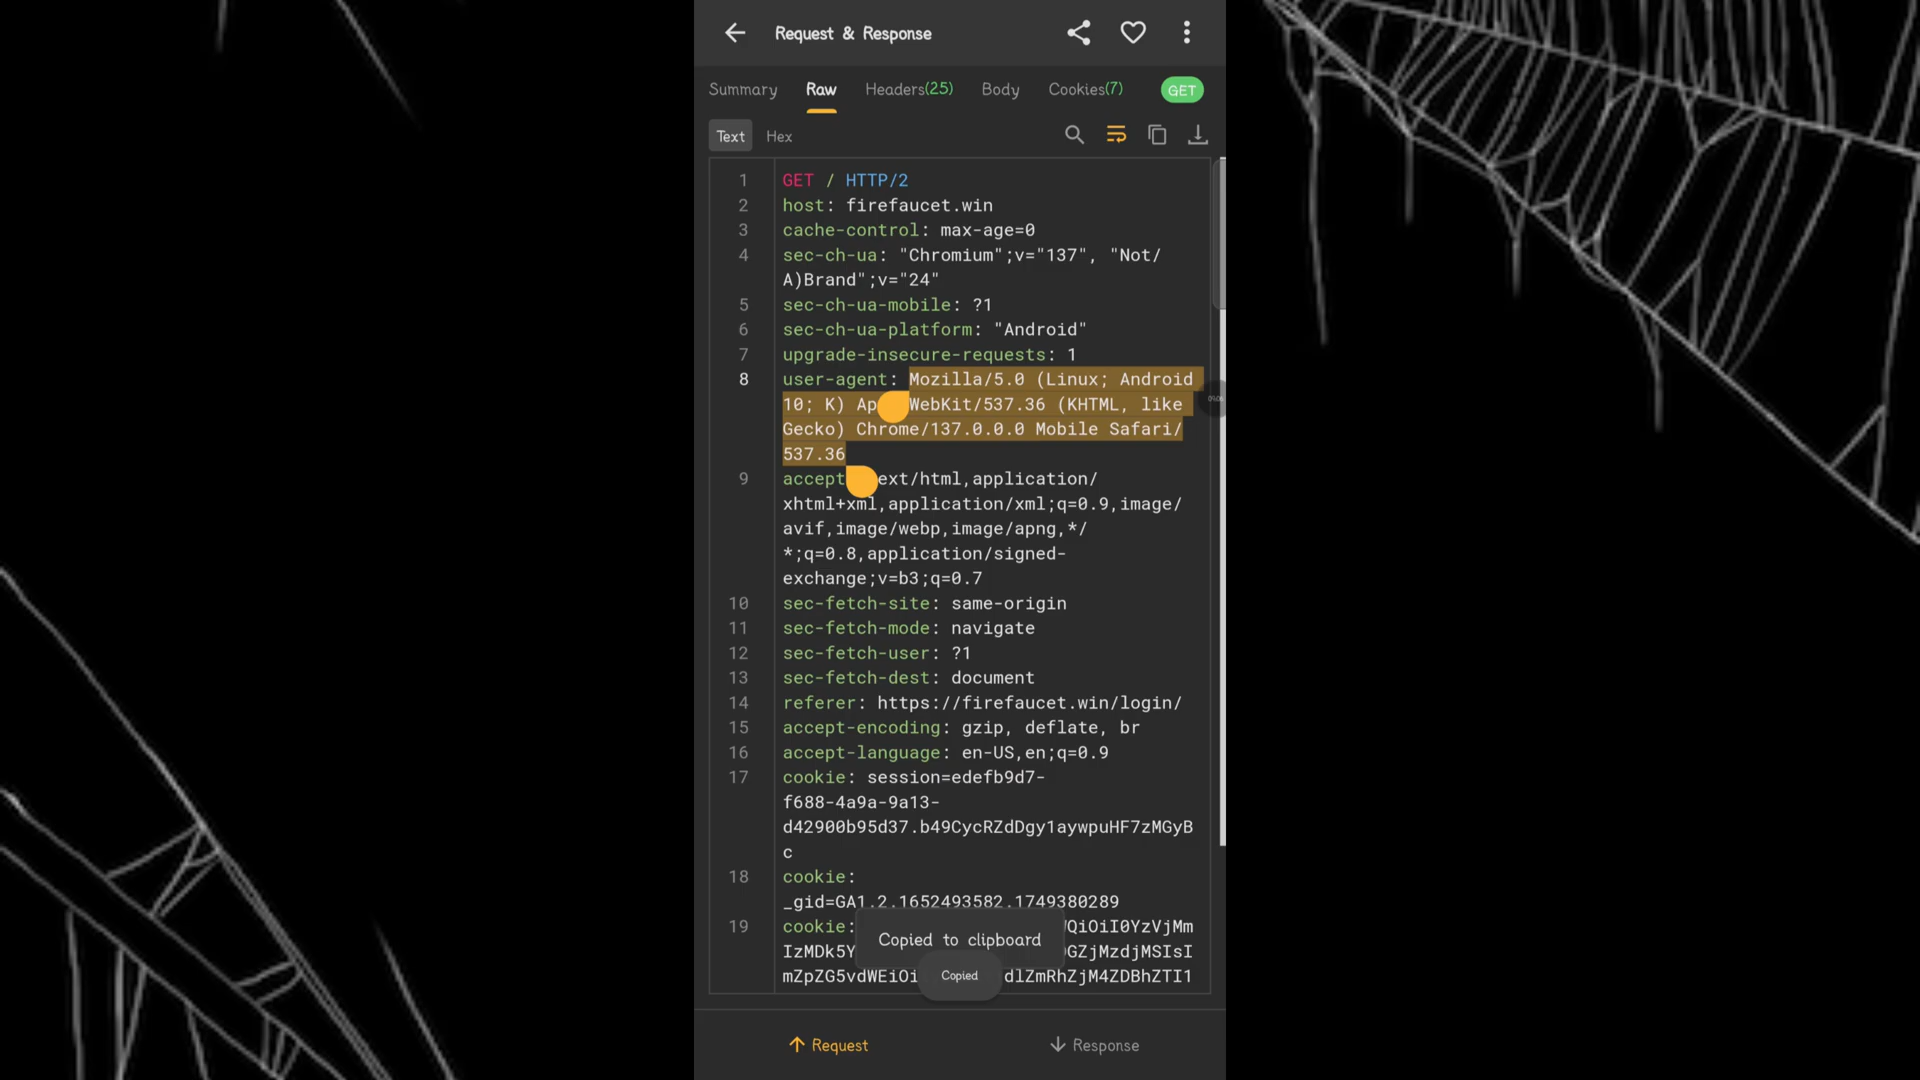 Request & Response
Summary Raw Headers(25) Body Cookies(7) GET
Text Hex
1 GET / HTTP/2
2 host: firefaucet.win
3 cache-control: max-age=0
4 sec-ch-ua: "Chromium";v="137", "Not/
A)Brand";v="24"
5 sec-ch-ua-mobile: ?1
6 sec-ch-ua-platform: "Android"
7 upgrade-insecure-requests: 1
8 user-agent: Mozilla/5.0 (Linux; Android
10; K) Ap WebKit/537.36 (KHTML, like
Gecko) Chrome/137.0.0.0 Mobile Safari/
537.36
9 accept ext/html,application/
xhtml+xml,application/xml;q=0.9,image/
avif,image/webp,image/apng,*/
*;q=0.8,application/signed-
exchange;v=b3;q=0.7
10 sec-fetch-site: same-origin
11 sec-fetch-mode: navigate
12 sec-fetch-user: ?1
13 sec-fetch-dest: document
14 referer: https://firefaucet.win/login/
15 accept-encoding: gzip, deflate, br
16 accept-language: en-US,en;q=0.9
17 cookie: session=edefb9d7-
f688-4a9a-9a13-
d42900b95d37.b49CycRZdDgy1aywpuHF7zMGyB
c
18 cookie:
_gid=GA1.2.1652493582.1749380289
19 cookie: QiOiI0YzVjMm
IzMDk5Y GZjMzdjMSIsI
mZpZG5vdWEiOi dlZmRhZjM4ZDBhZTI1
Copied to clipboard
Copied
Request Response